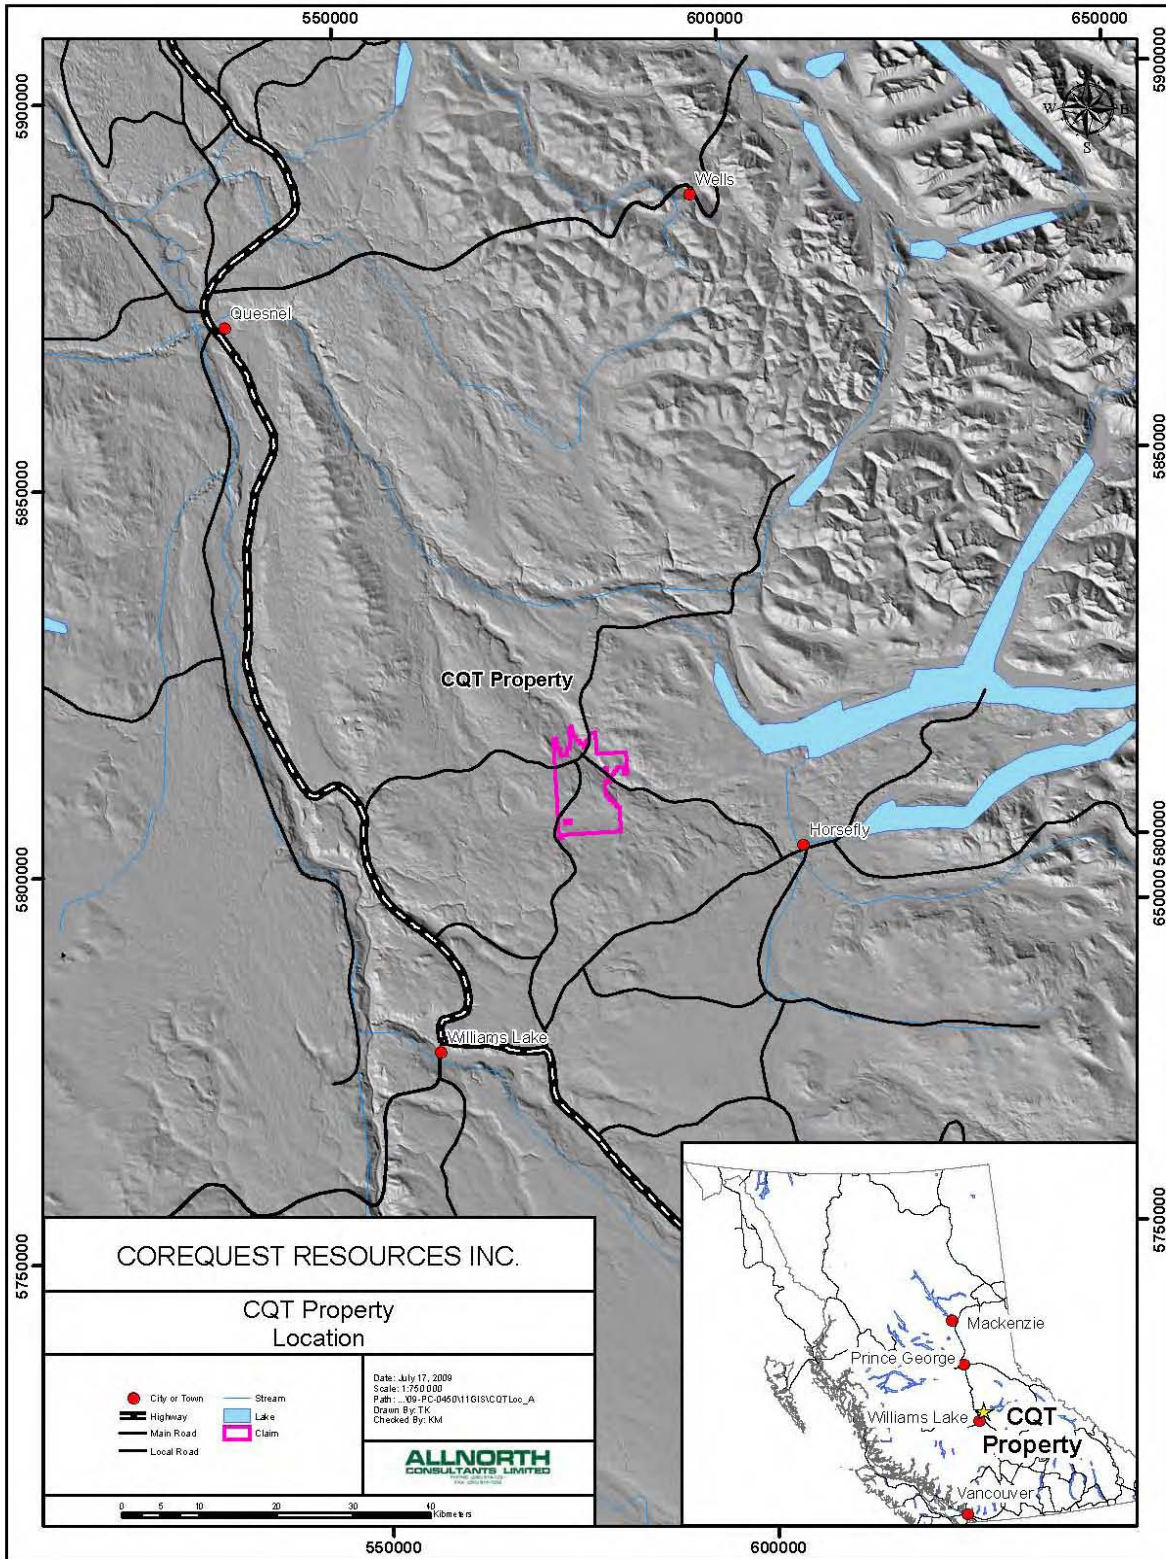 550000
600000
650000
5900000
5900000
W
E
S
Wells
Quesnel
5850000
5850000
CQT Property
Horsefly
5800000
5800000
650000
Williams Lake
5750000
5750000
COREQUEST RESOURCES INC.
CQT Property
Location
City or Town
Highway
Main Road
Local Road
Stream
Lake
Claim
Date: July 17, 2009
Scale: 1:750 000
Drawn By: TK
Checked By: KM
ALLNORTH
CONSULTANTS LIMITED
0 5 10 20 30 40
Kilometers
Mackenzie
Prince George
Williams Lake
CQT
Property
Vancouver
550000
600000